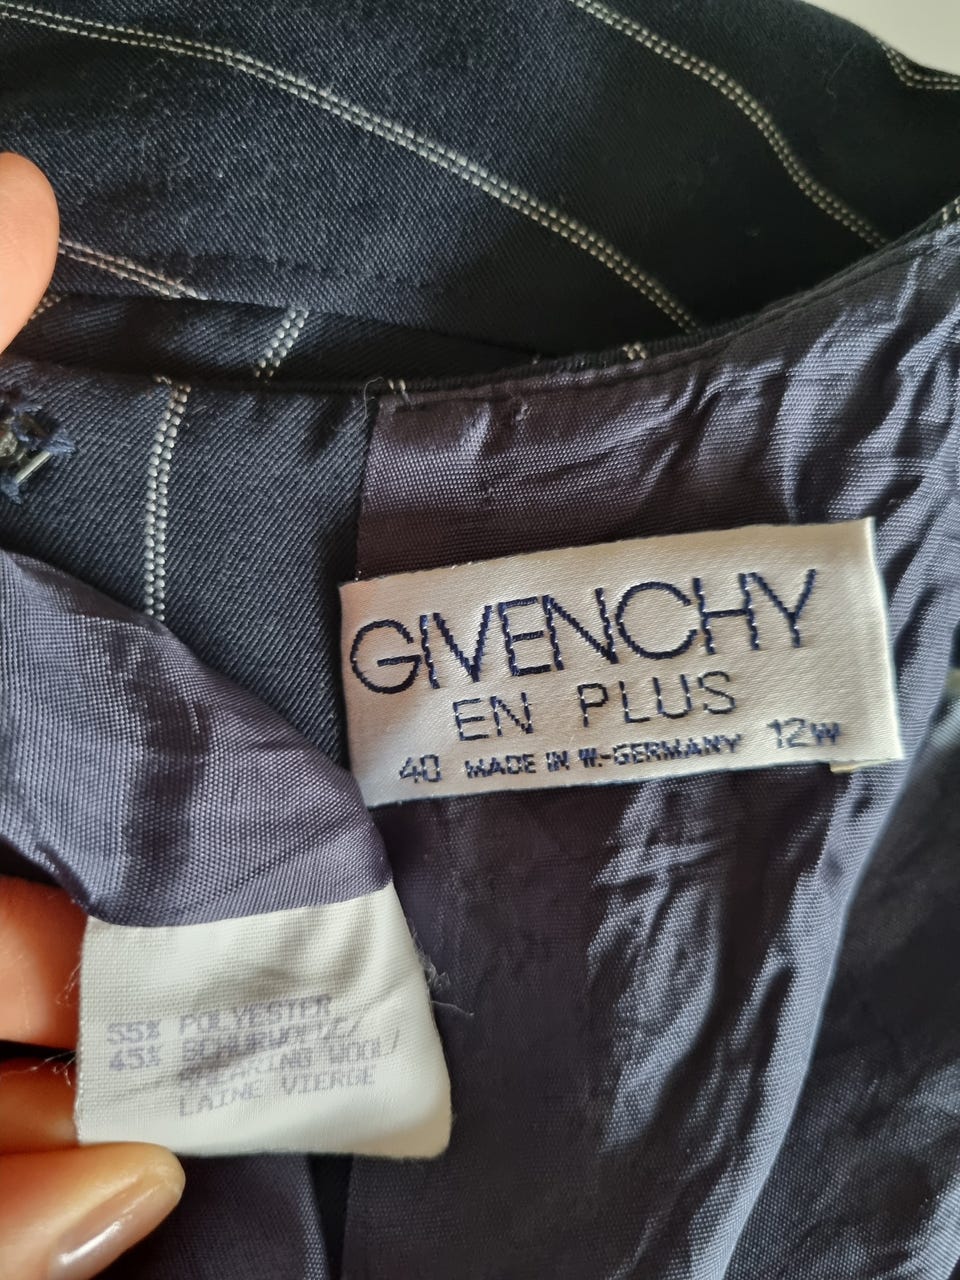 GIVENCHY
EN PLUS
40 MADE IN W.-GERMANY 12W
55% POLYESTER
45% SCHURWOLLE/
SHEARING WOOL/
LAINE VIERGE